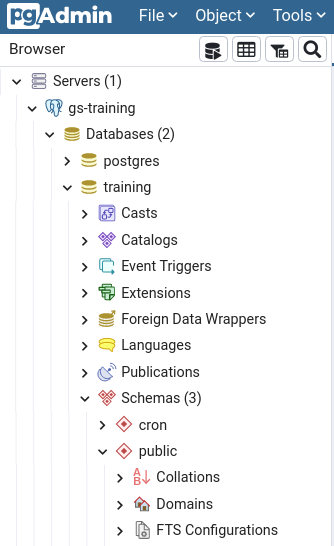 pgAdmin File Object Tools
Browser
Servers (1)
gs-training
Databases (2)
postgres
training
Casts
Catalogs
Event Triggers
Extensions
Foreign Data Wrappers
Languages
Publications
Schemas (3)
cron
public
Collations
Domains
FTS Configurations